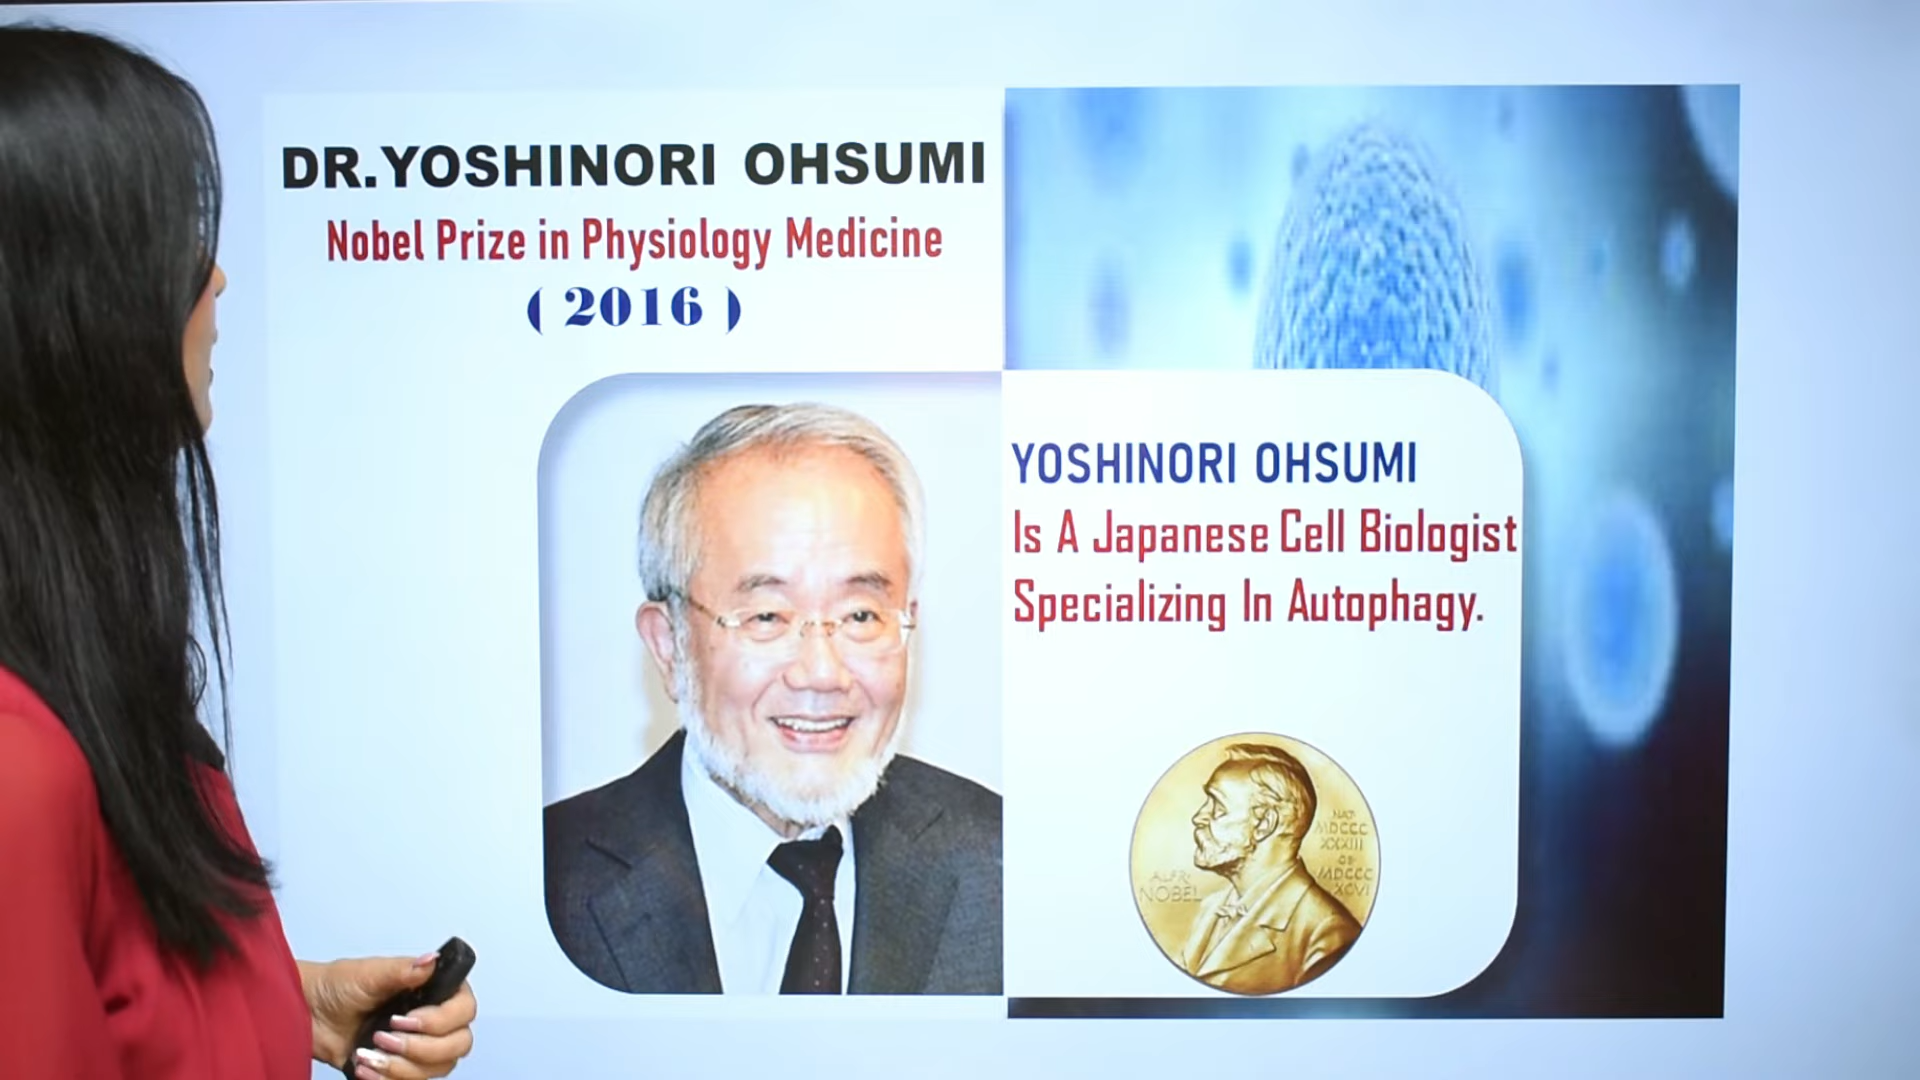 DR.YOSHINORI OHSUMI
Nobel Prize in Physiology Medicine
( 2016 )
YOSHINORI OHSUMI
Is A Japanese Cell Biologist
Specializing In Autophagy.
ALFR.
NOBEL
NAT.
MDCCC
XXXIII
OB.
MDCCC
XCVI